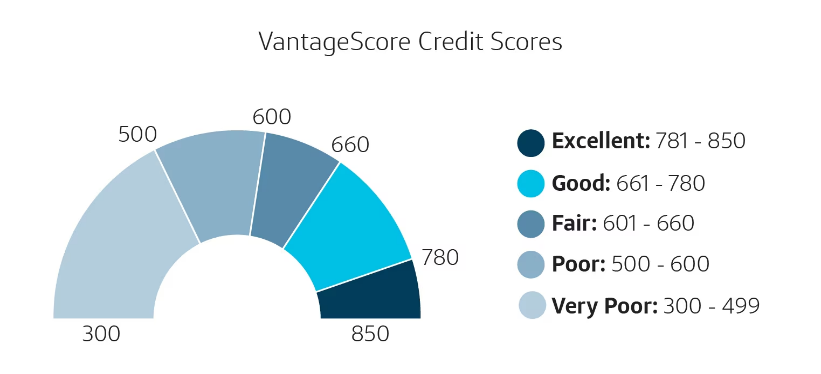 VantageScore Credit Scores
500
600
660
780
300
850
Excellent: 781 - 850
Good: 661 - 780
Fair: 601 - 660
Poor: 500 - 600
Very Poor: 300 - 499